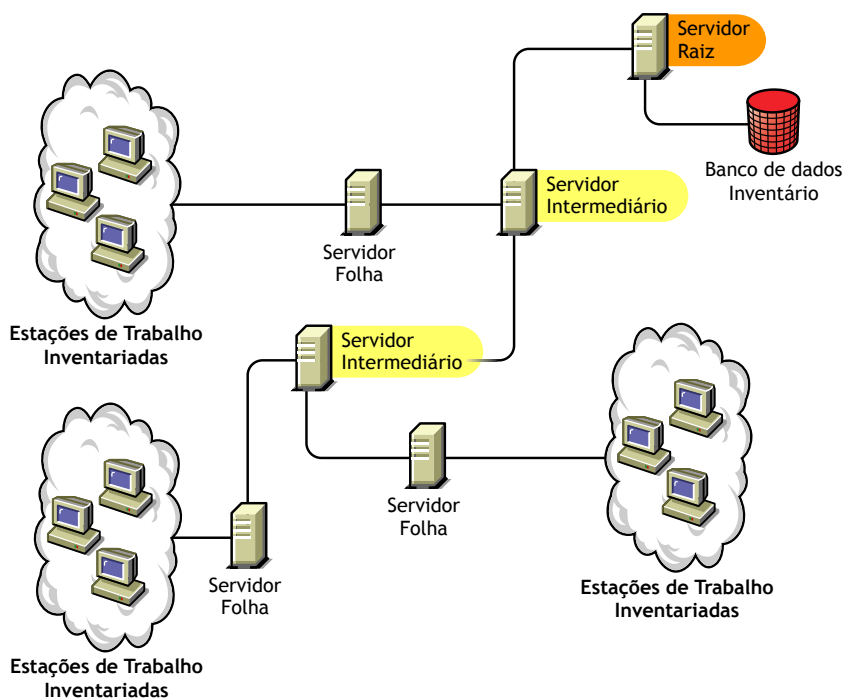 Servidor
Raiz
Banco de dados
Inventário
Servidor
Intermediário
Servidor
Folha
Estações de Trabalho
Inventariadas
Servidor
Intermediário
Servidor
Folha
Servidor
Folha
Estações de Trabalho
Inventariadas
Estações de Trabalho
Inventariadas